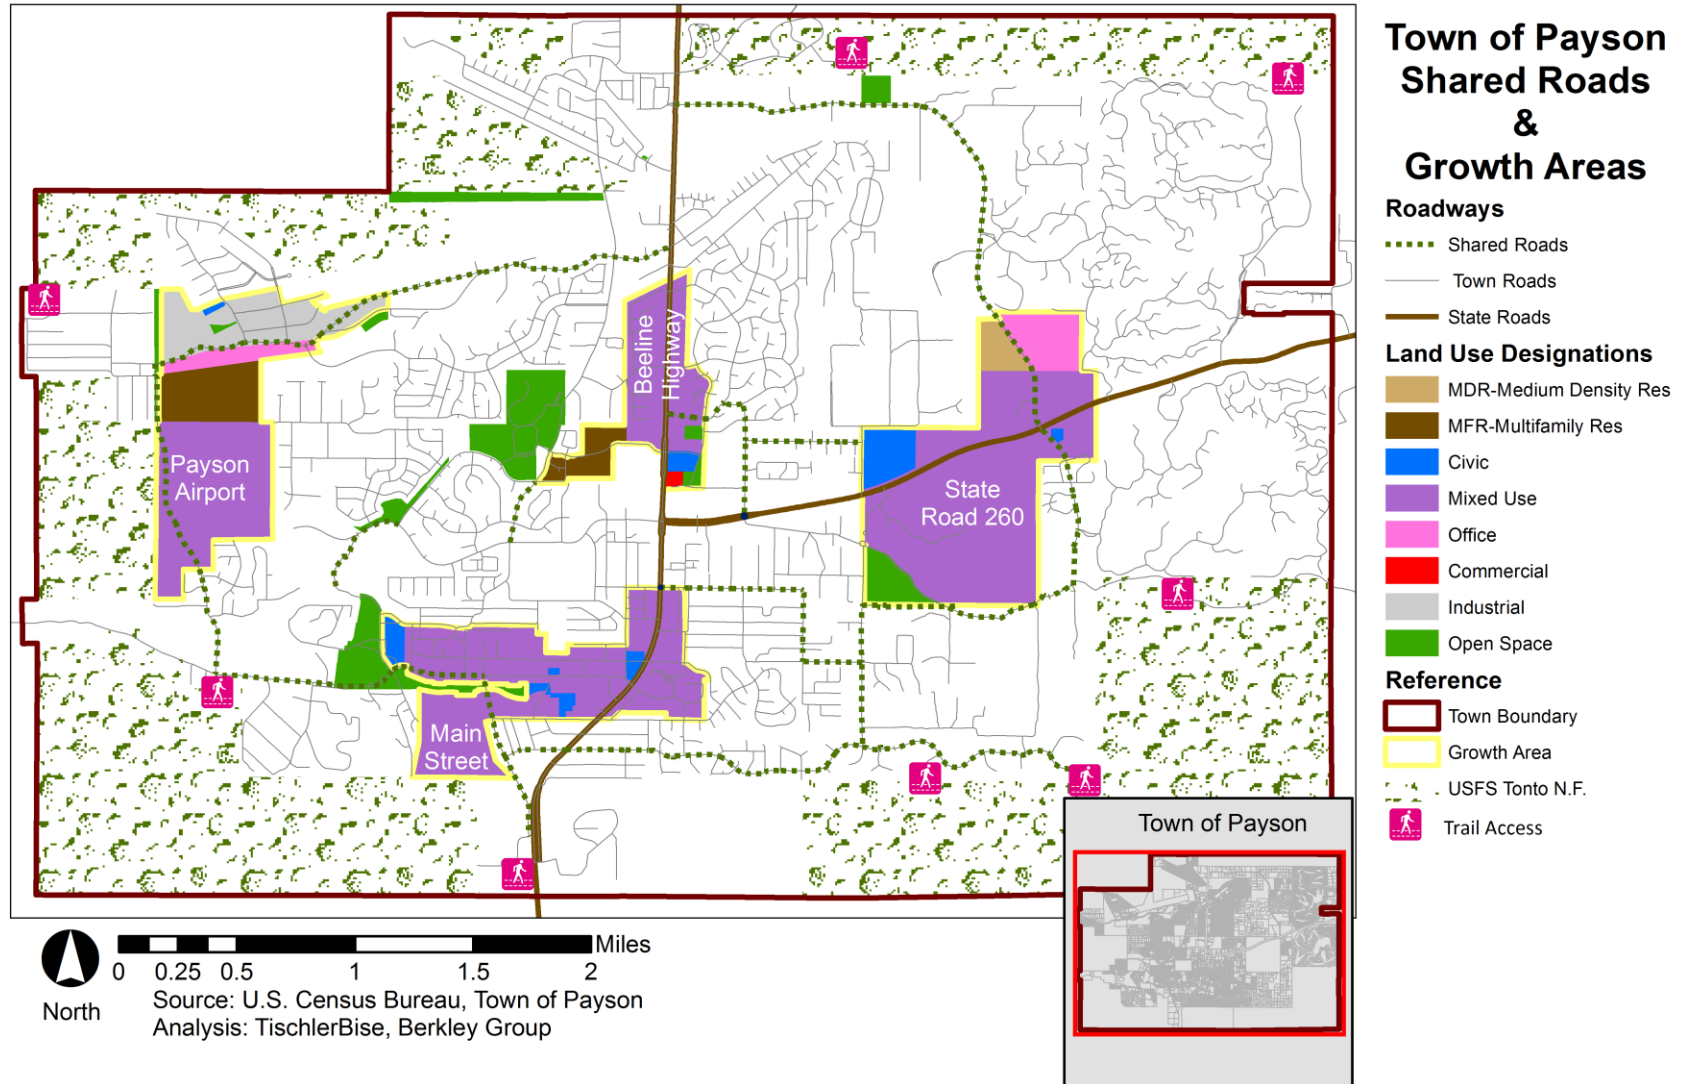 Town of Payson
Shared Roads
&
Growth Areas
Roadways
Shared Roads
Town Roads
State Roads
Land Use Designations
MDR-Medium Density Res
MFR-Multifamily Res
Civic
Mixed Use
Office
Commercial
Industrial
Open Space
Reference
Town Boundary
Growth Area
USFS Tonto N.F.
Trail Access
Beeline
Highway
Payson
Airport
State
Road 260
Main
Street
Town of Payson
Miles
0 0.25 0.5 1 1.5 2
North
Source: U.S. Census Bureau, Town of Payson
Analysis: TischlerBise, Berkley Group